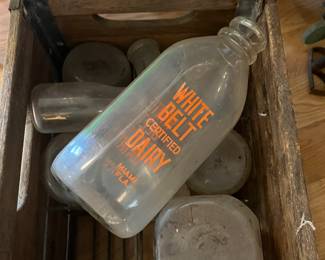 WHITE
BELT
CERTIFIED
DAIRY
MIAMI
FLA.